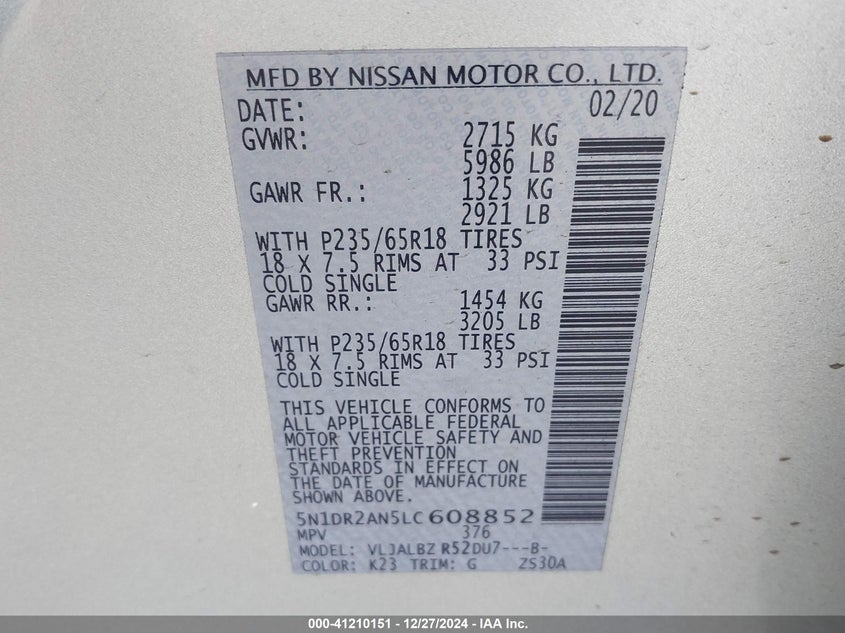 MFD BY NISSAN MOTOR CO., LTD.
DATE: 02/20
GVWR: 2715 KG
5986 LB
GAWR FR.: 1325 KG
2921 LB
WITH P235/65R18 TIRES
18 X 7.5 RIMS AT 33 PSI
COLD SINGLE
GAWR RR.: 1454 KG
3205 LB
WITH P235/65R18 TIRES
18 X 7.5 RIMS AT 33 PSI
COLD SINGLE
THIS VEHICLE CONFORMS TO
ALL APPLICABLE FEDERAL
MOTOR VEHICLE SAFETY AND
THEFT PREVENTION
STANDARDS IN EFFECT ON
THE DATE OF MANUFACTURE
SHOWN ABOVE.
5N1DR2AN5LC608852
MPV 376
MODEL: VLJALBZ R52DU7---B-
COLOR: K23 TRIM: G ZS30A
000-41210151 - 12/27/2024 - IAA Inc.